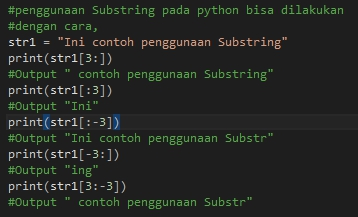 #penggunaan Substring pada python bisa dilakukan
#dengan cara,
str1 = "Ini contoh penggunaan Substring"
print(str1[3:])
#Output " contoh penggunaan Substring"
print(str1[:3])
#Output "Ini"
print(str1[:-3])
#Output "Ini contoh penggunaan Substr"
print(str1[-3:])
#Output "ing"
print(str1[3:-3])
#Output " contoh penggunaan Substr"